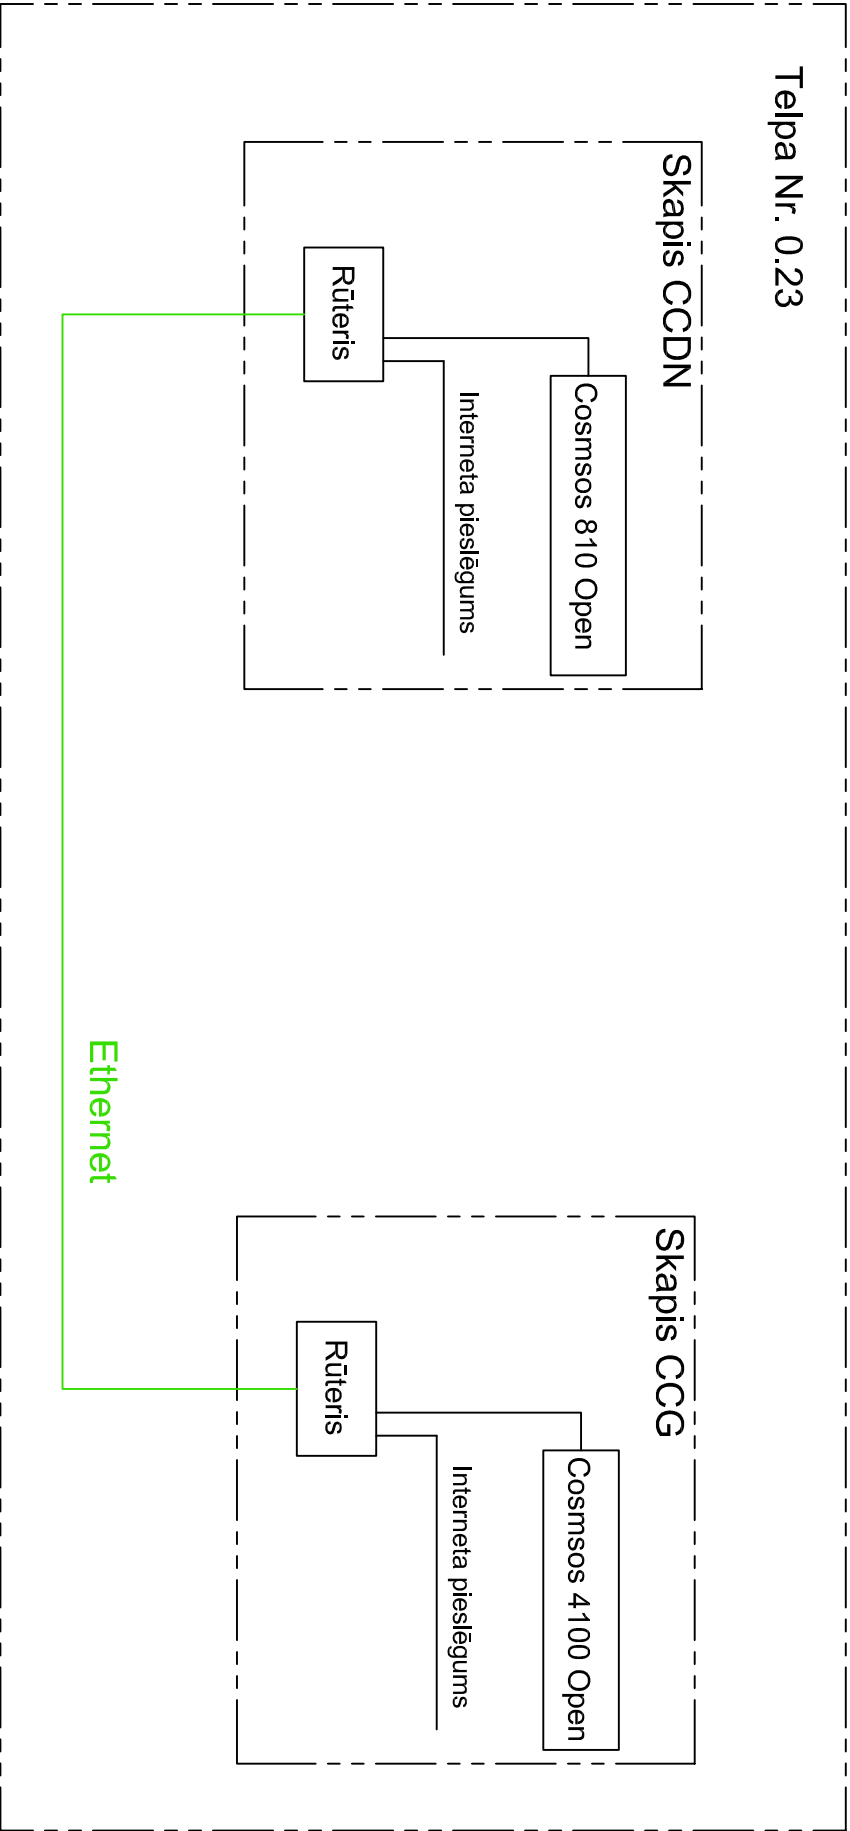 Telpa Nr. 0.23
Skapis CCDN
Cosmsos 810 Open
Interneta pieslēgums
Rūteris
Skapis CCG
Cosmsos 4100 Open
Interneta pieslēgums
Rūteris
Ethernet